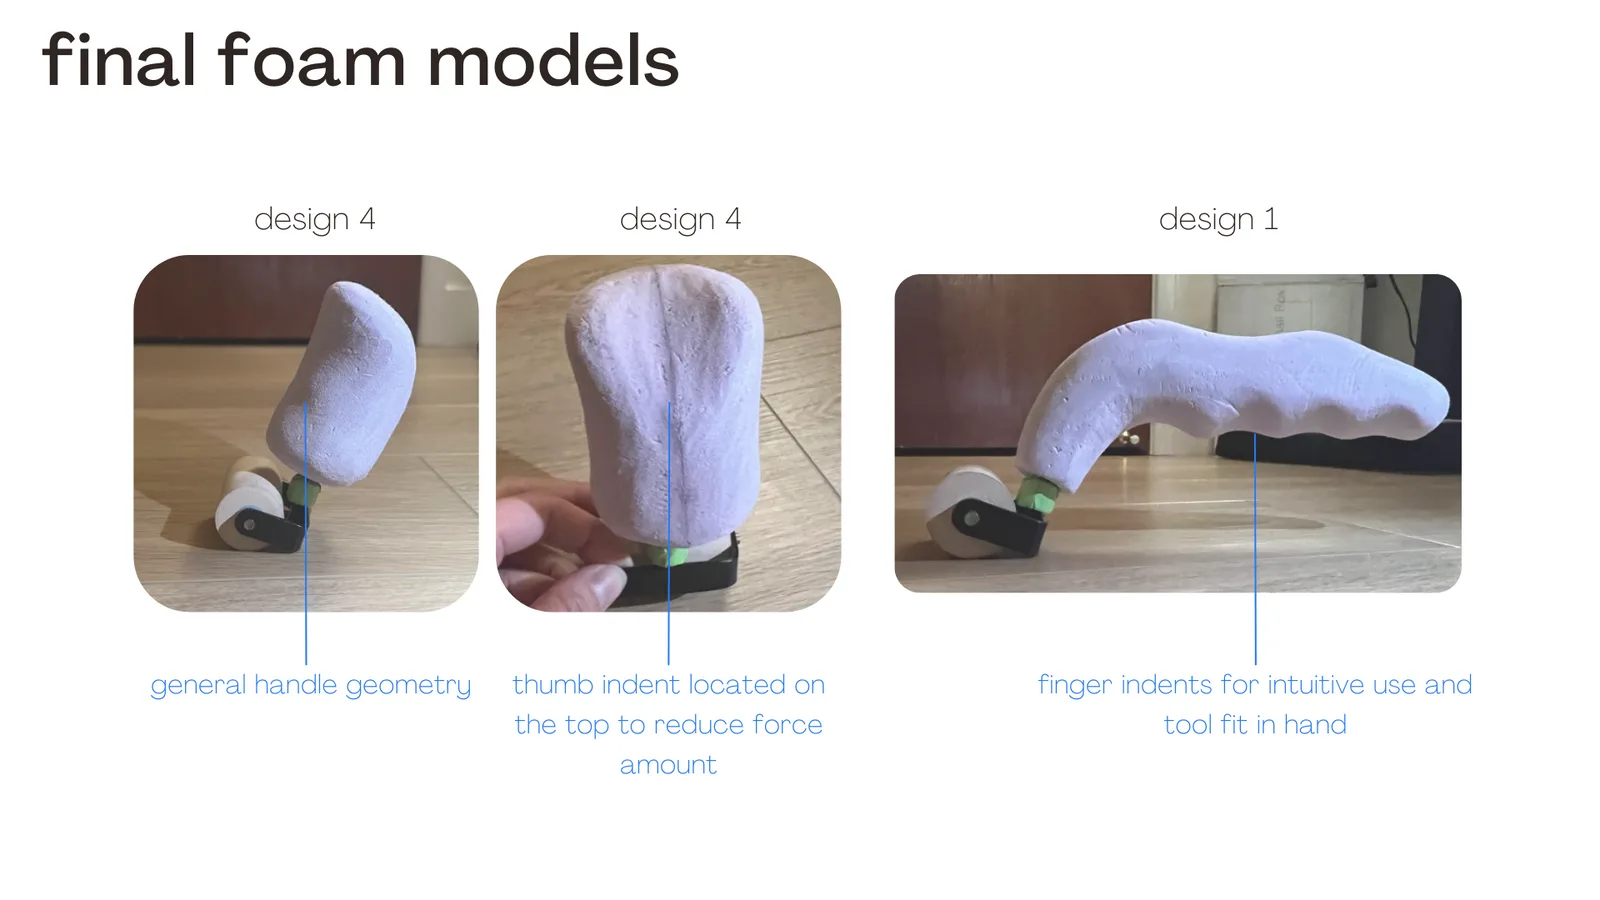 final foam models
design 4
design 4
design 1
general handle geometry
thumb indent located on
the top to reduce force
amount
finger indents for intuitive use and
tool fit in hand